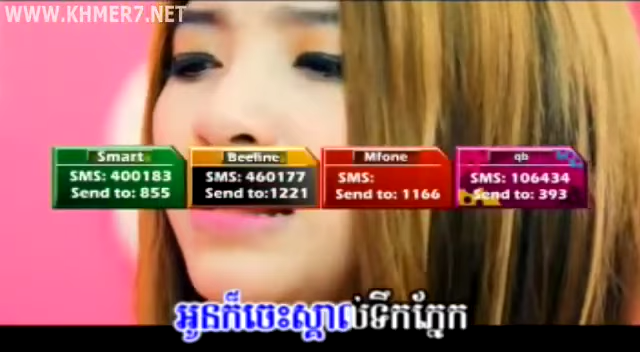 WWW.KHMER7.NET
Smart
SMS: 400183
Send to: 855
Beeline
SMS: 460177
Send to:1221
Mfone
SMS:
Send to: 1166
qb
SMS: 106434
Send to: 393
អូនក៏ចេះស្គាល់ទឹកភ្នែក